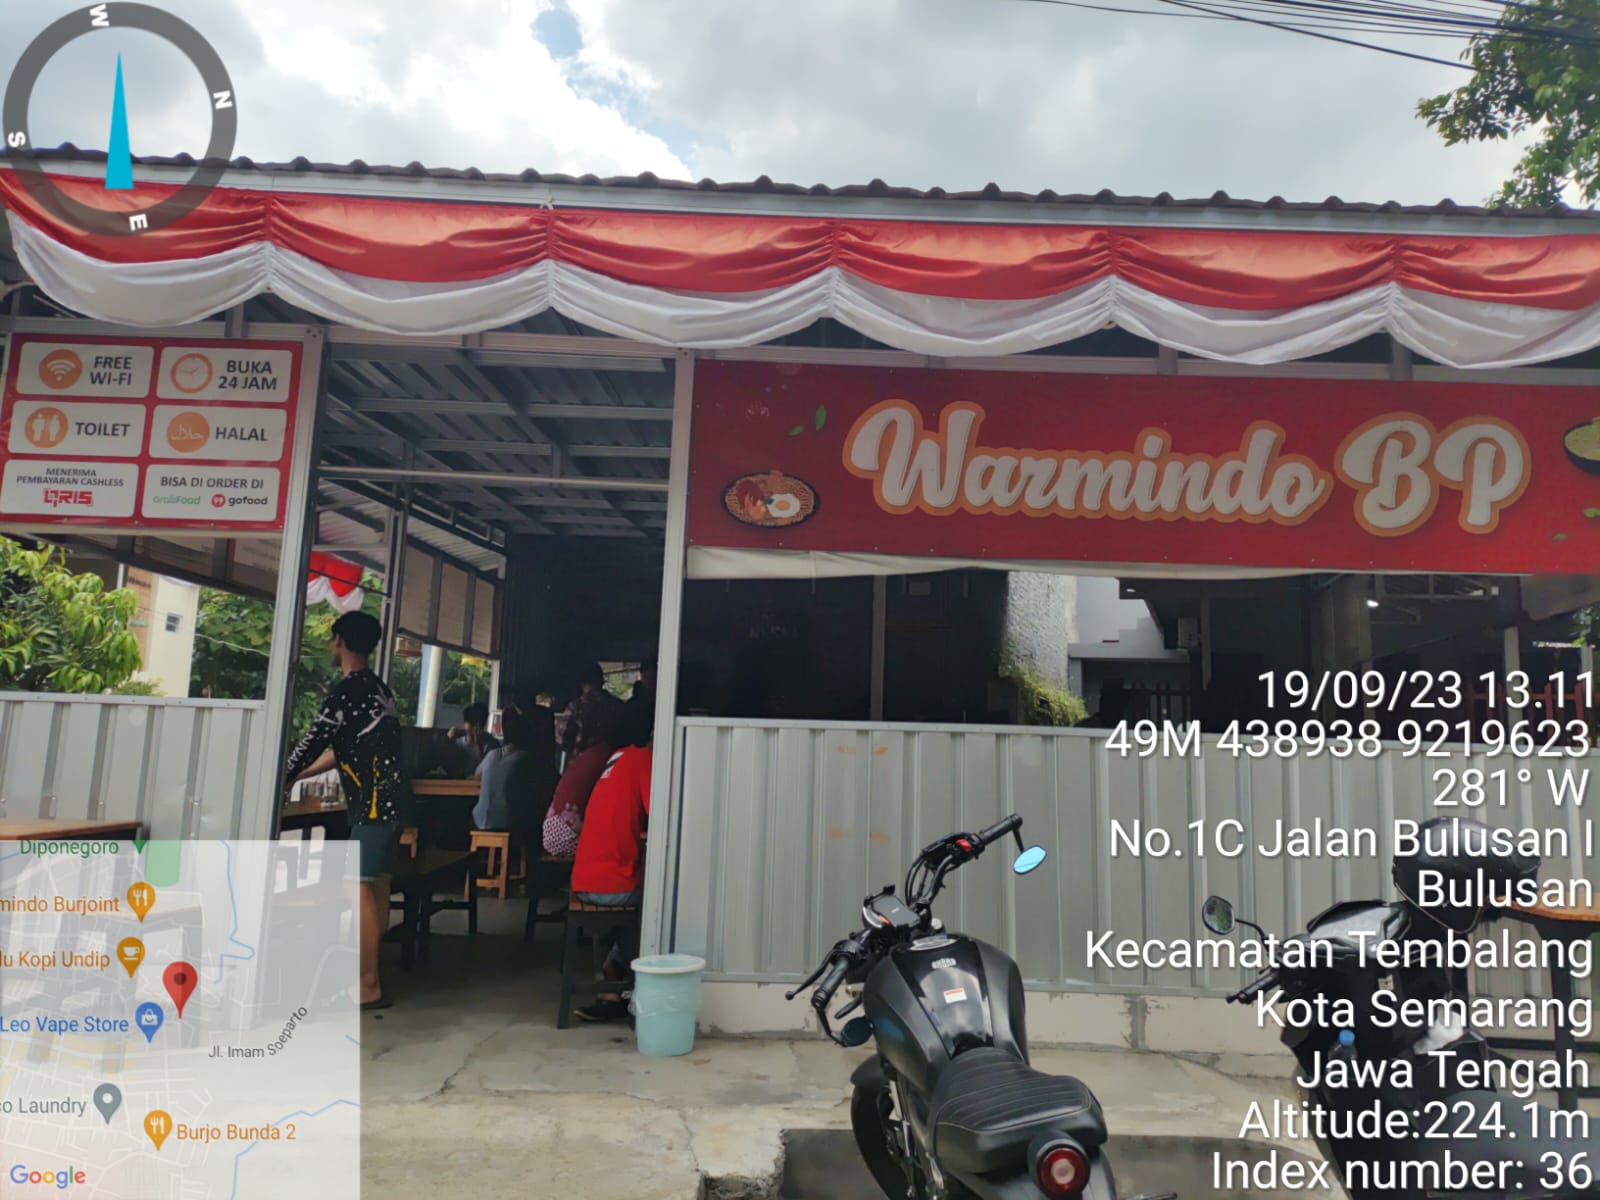 W
N
S
E
FREE
WI-FI
BUKA
24 JAM
TOILET
HALAL
MENERIMA
PEMBAYARAN CASHLESS
QRIS
BISA DI ORDER DI
GrabFood
gofood
Warmindo BP
19/09/23 13.11
49M 438938 9219623
281° W
No.1C Jalan Bulusan I
Bulusan
Kecamatan Tembalang
Kota Semarang
Jawa Tengah
Altitude:224.1m
Index number: 36
Diponegoro
Burjoint
Kopi Undip
Leo Vape Store
Jl. Imam Soeparto
Laundry
Burjo Bunda 2
Google